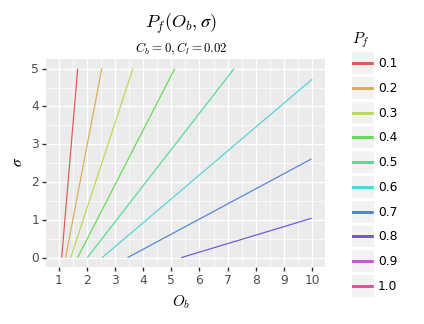 P_f(O_b, σ)
C_b = 0, C_l = 0.02
P_f
0.1
0.2
0.3
0.4
0.5
0.6
0.7
0.8
0.9
1.0
5
4
3
2
1
0
σ
1 2 3 4 5 6 7 8 9 10
O_b